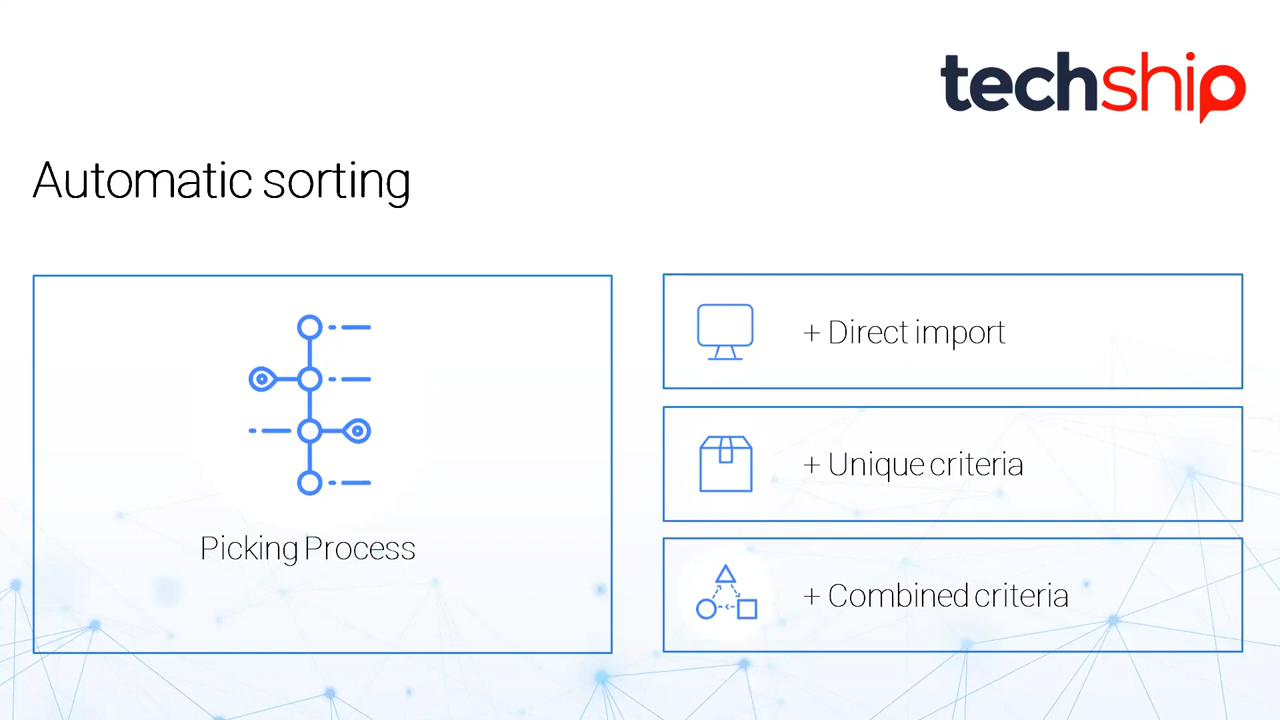 techship
Automatic sorting
Picking Process
+ Direct import
+ Unique criteria
+ Combined criteria